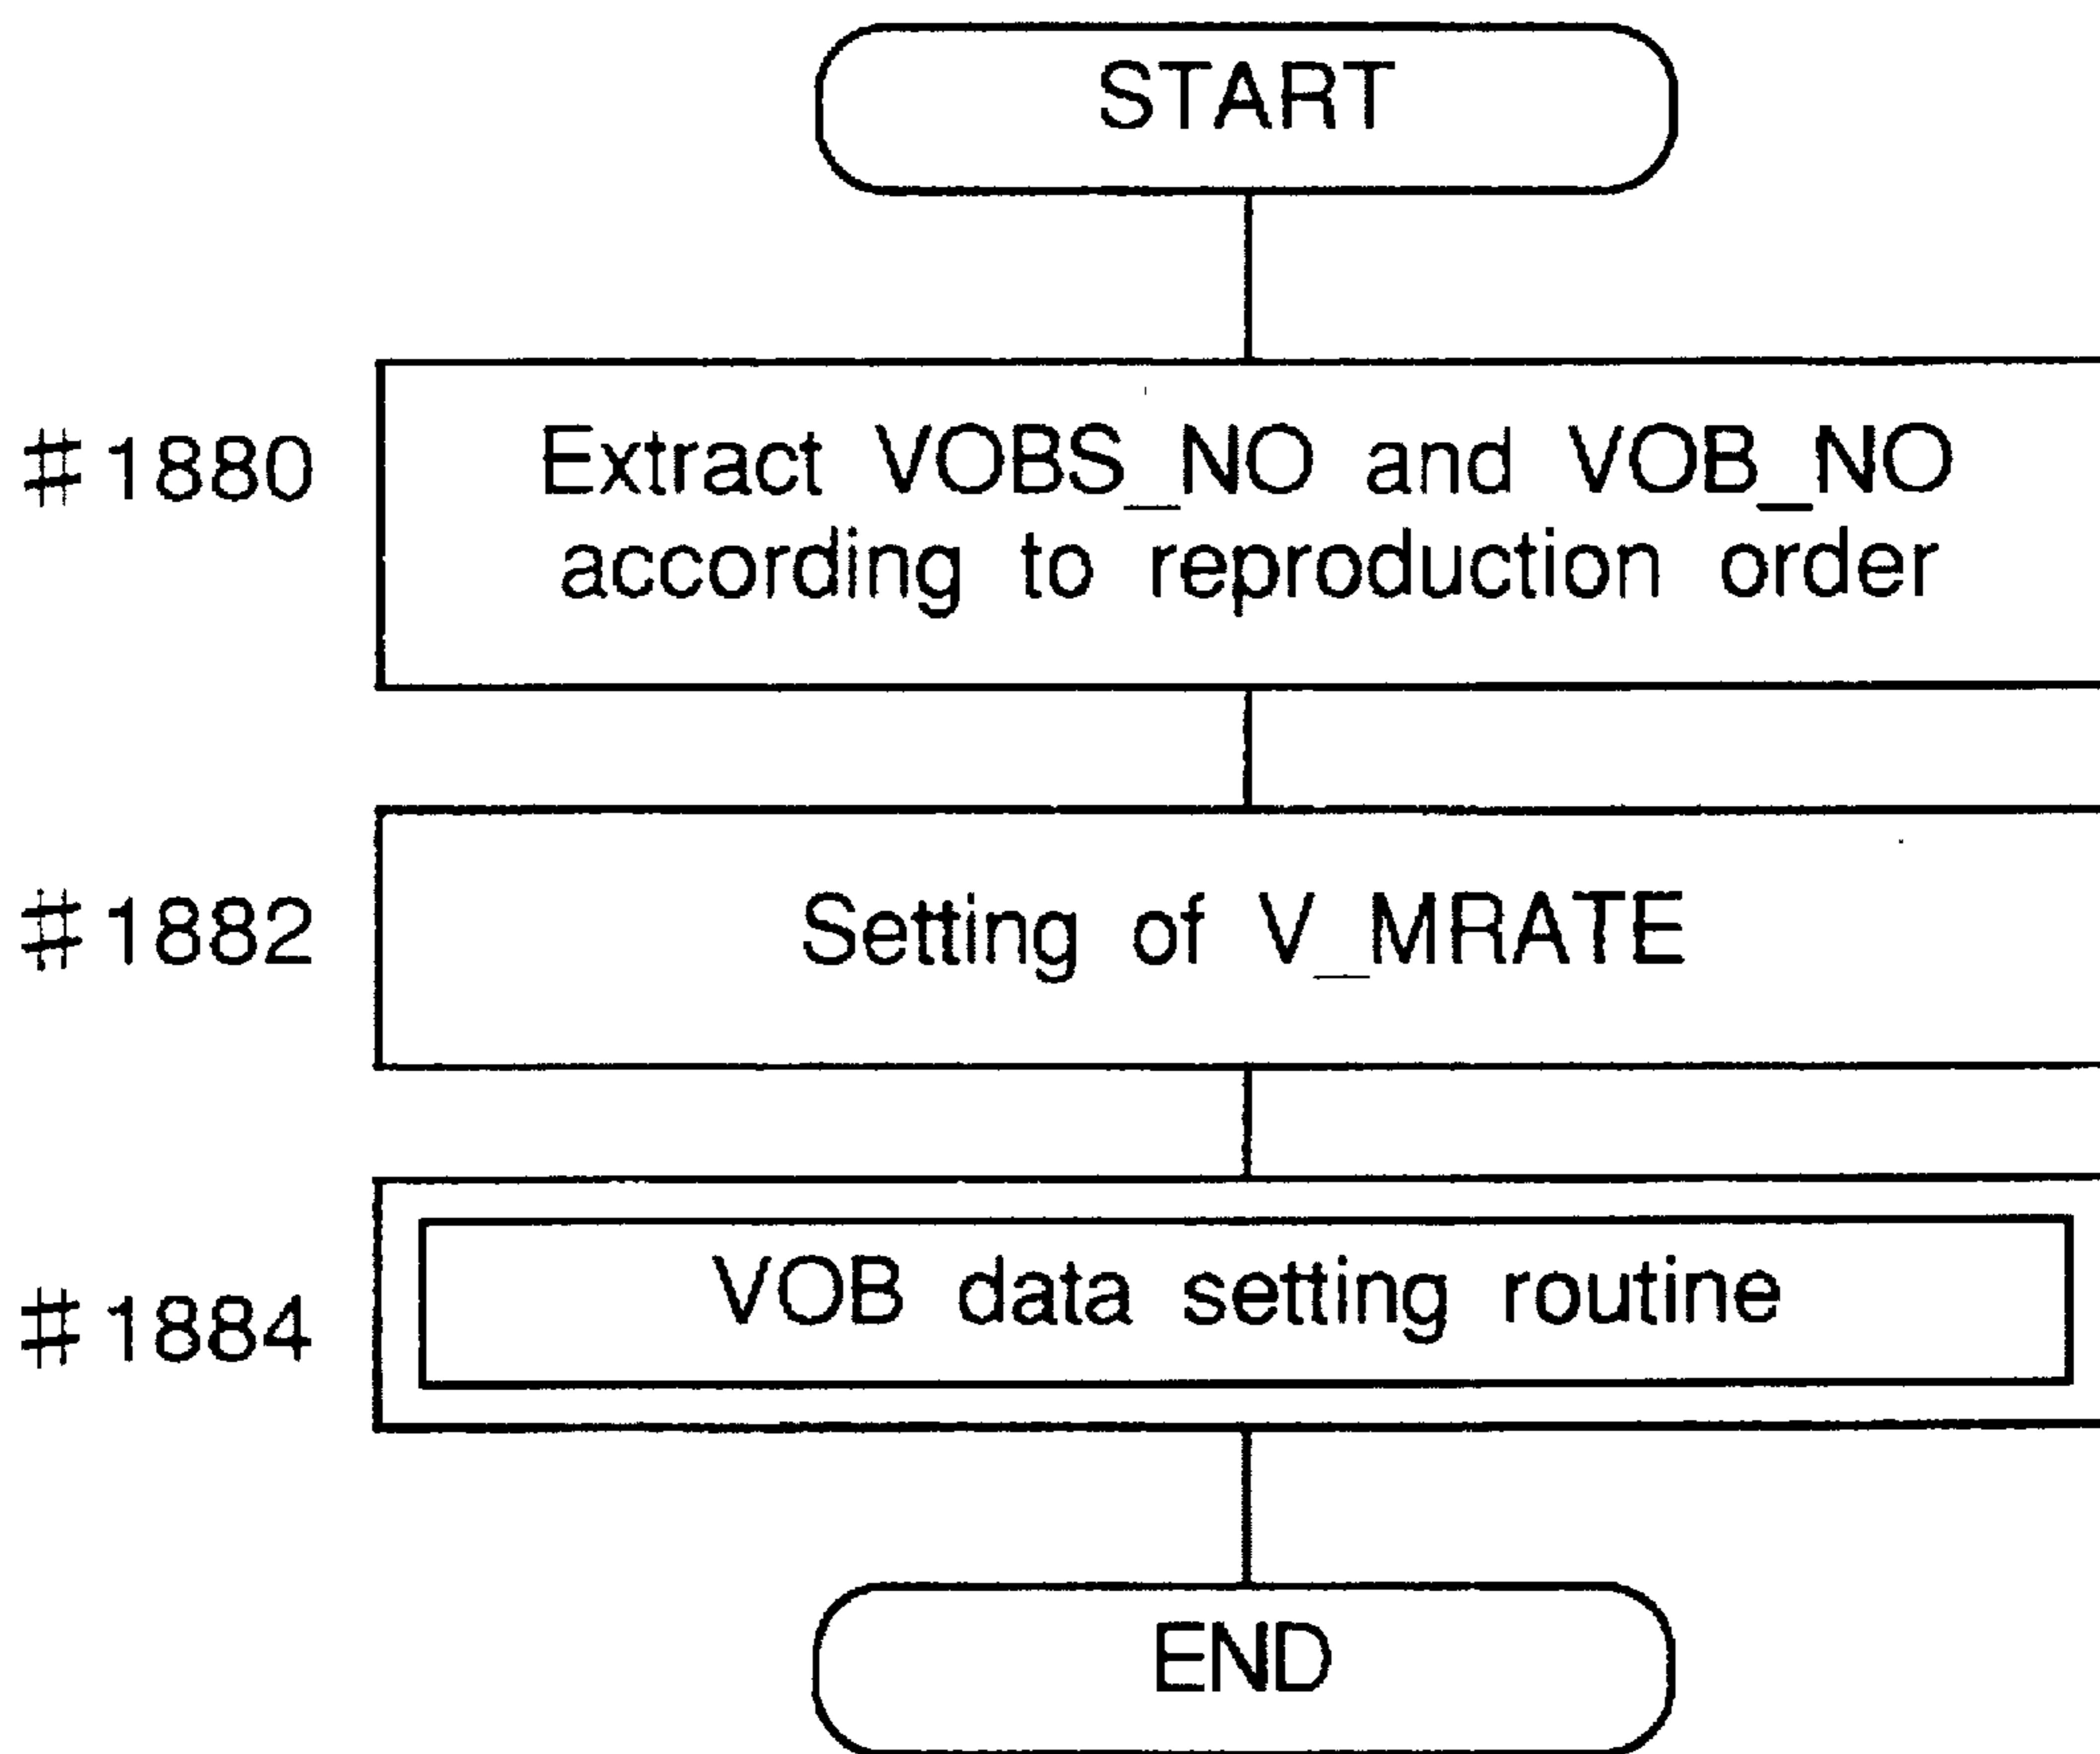 START
#1880
Extract VOBS_NO and VOB_NO
according to reproduction order
#1882
Setting of V_MRATE
#1884
VOB data setting routine
END